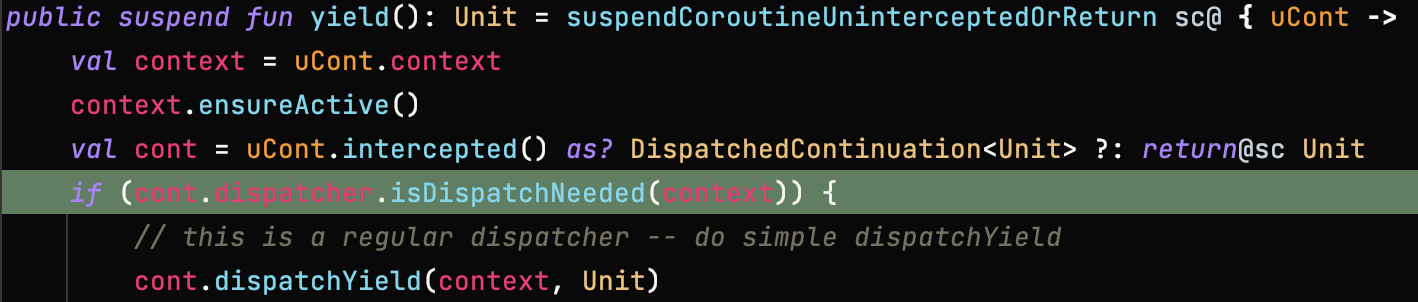 public suspend fun yield(): Unit = suspendCoroutineUninterceptedOrReturn sc@ { uCont ->
    val context = uCont.context
    context.ensureActive()
    val cont = uCont.intercepted() as? DispatchedContinuation<Unit> ?: return@sc Unit
    if (cont.dispatcher.isDispatchNeeded(context)) {
        // this is a regular dispatcher -- do simple dispatchYield
        cont.dispatchYield(context, Unit)